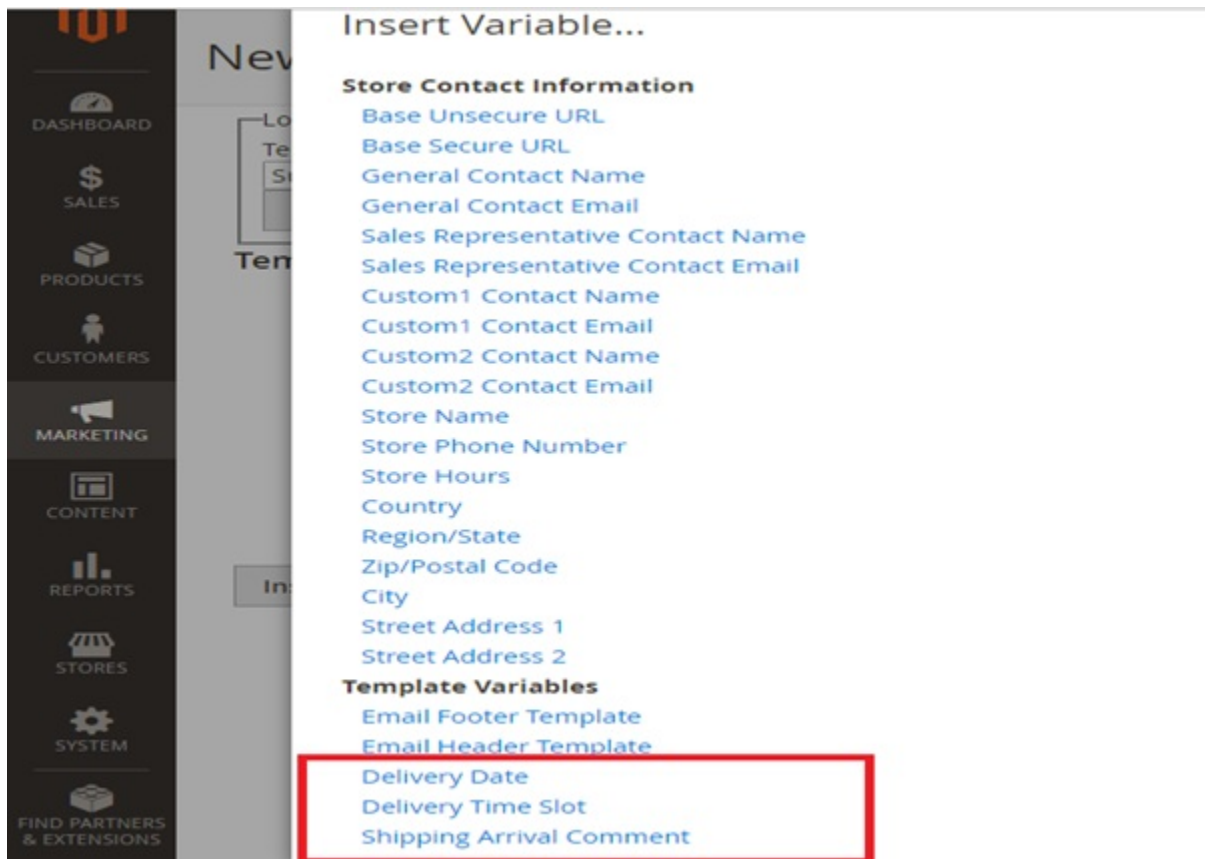 DASHBOARD
SALES
PRODUCTS
CUSTOMERS
MARKETING
CONTENT
REPORTS
STORES
SYSTEM
FIND PARTNERS
& EXTENSIONS
Insert Variable...
Store Contact Information
Base Unsecure URL
Base Secure URL
General Contact Name
General Contact Email
Sales Representative Contact Name
Sales Representative Contact Email
Custom1 Contact Name
Custom1 Contact Email
Custom2 Contact Name
Custom2 Contact Email
Store Name
Store Phone Number
Store Hours
Country
Region/State
Zip/Postal Code
City
Street Address 1
Street Address 2
Template Variables
Email Footer Template
Email Header Template
Delivery Date
Delivery Time Slot
Shipping Arrival Comment